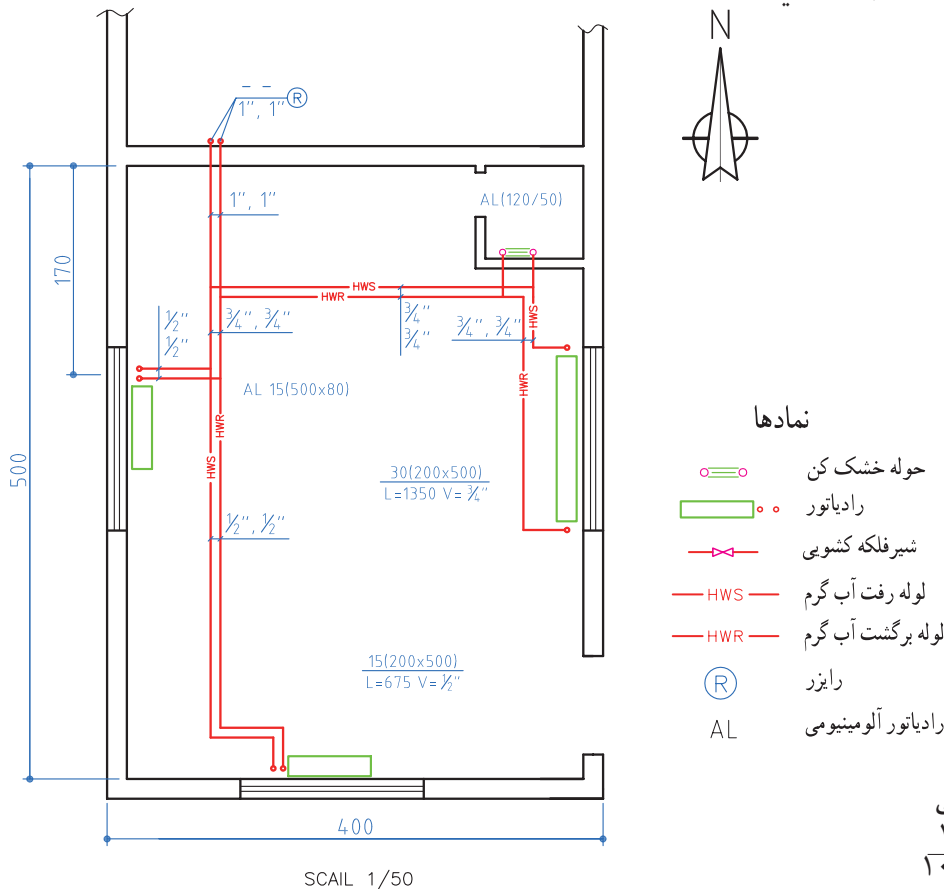 N
1", 1" R
1", 1"
AL(120/50)
170
HWS
HWR
1/2"
1/2"
3/4", 3/4"
3/4"
3/4"
3/4", 3/4"
HWS
HWR
AL 15(500x80)
HWR
HWS
500
30(200x500)
L=1350 V= 3/4"
1/2", 1/2"
15(200x500)
L=675 V= 1/2"
400
SCAIL 1/50
نمادها
حوله خشک کن
رادیاتور
شیرفلکه کشویی
HWS لوله رفت آب گرم
HWR لوله برگشت آب گرم
R رایزر
AL رادیاتور آلومینیومی